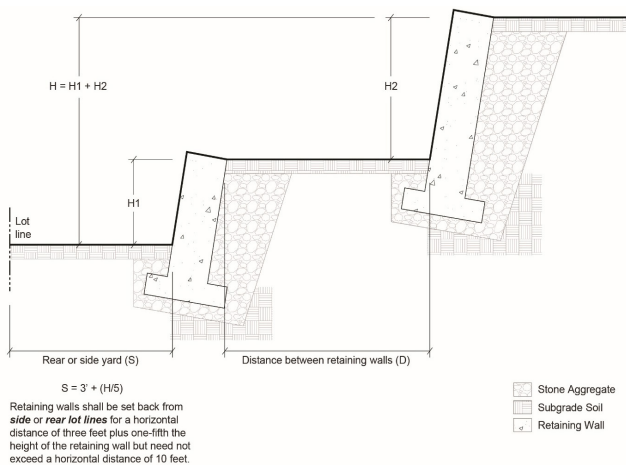 H = H1 + H2
H2
H1
Lot
line
Rear or side yard (S)
Distance between retaining walls (D)
S = 3' + (H/5)
Retaining walls shall be set back from
side or rear lot lines for a horizontal
distance of three feet plus one-fifth the
height of the retaining wall but need not
exceed a horizontal distance of 10 feet.
Stone Aggregate
Subgrade Soil
Retaining Wall